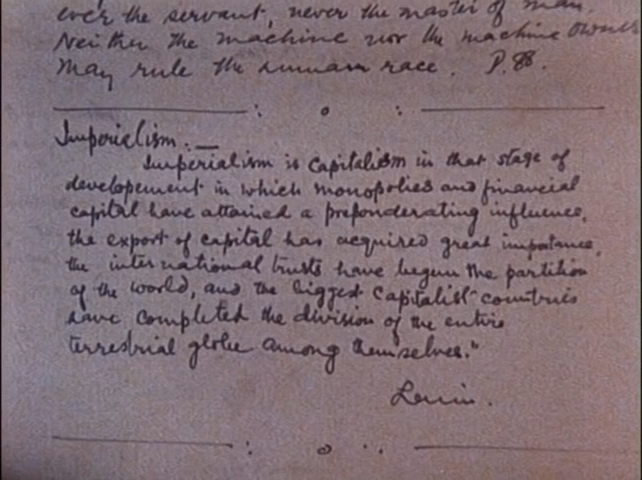 ever the servant, never the master of man.
Neither the machine nor the machine owner
may rule the human race. P. 88.
Imperialism :—
Imperialism is capitalism in that stage of
developement in which monopolies and financial
capital have attained a preponderating influence,
the export of capital has acquired great importance,
the international trusts have begun the partition
of the world, and the biggest capitalist countries
have completed the division of the entire
terrestrial globe among themselves."
Lenin.